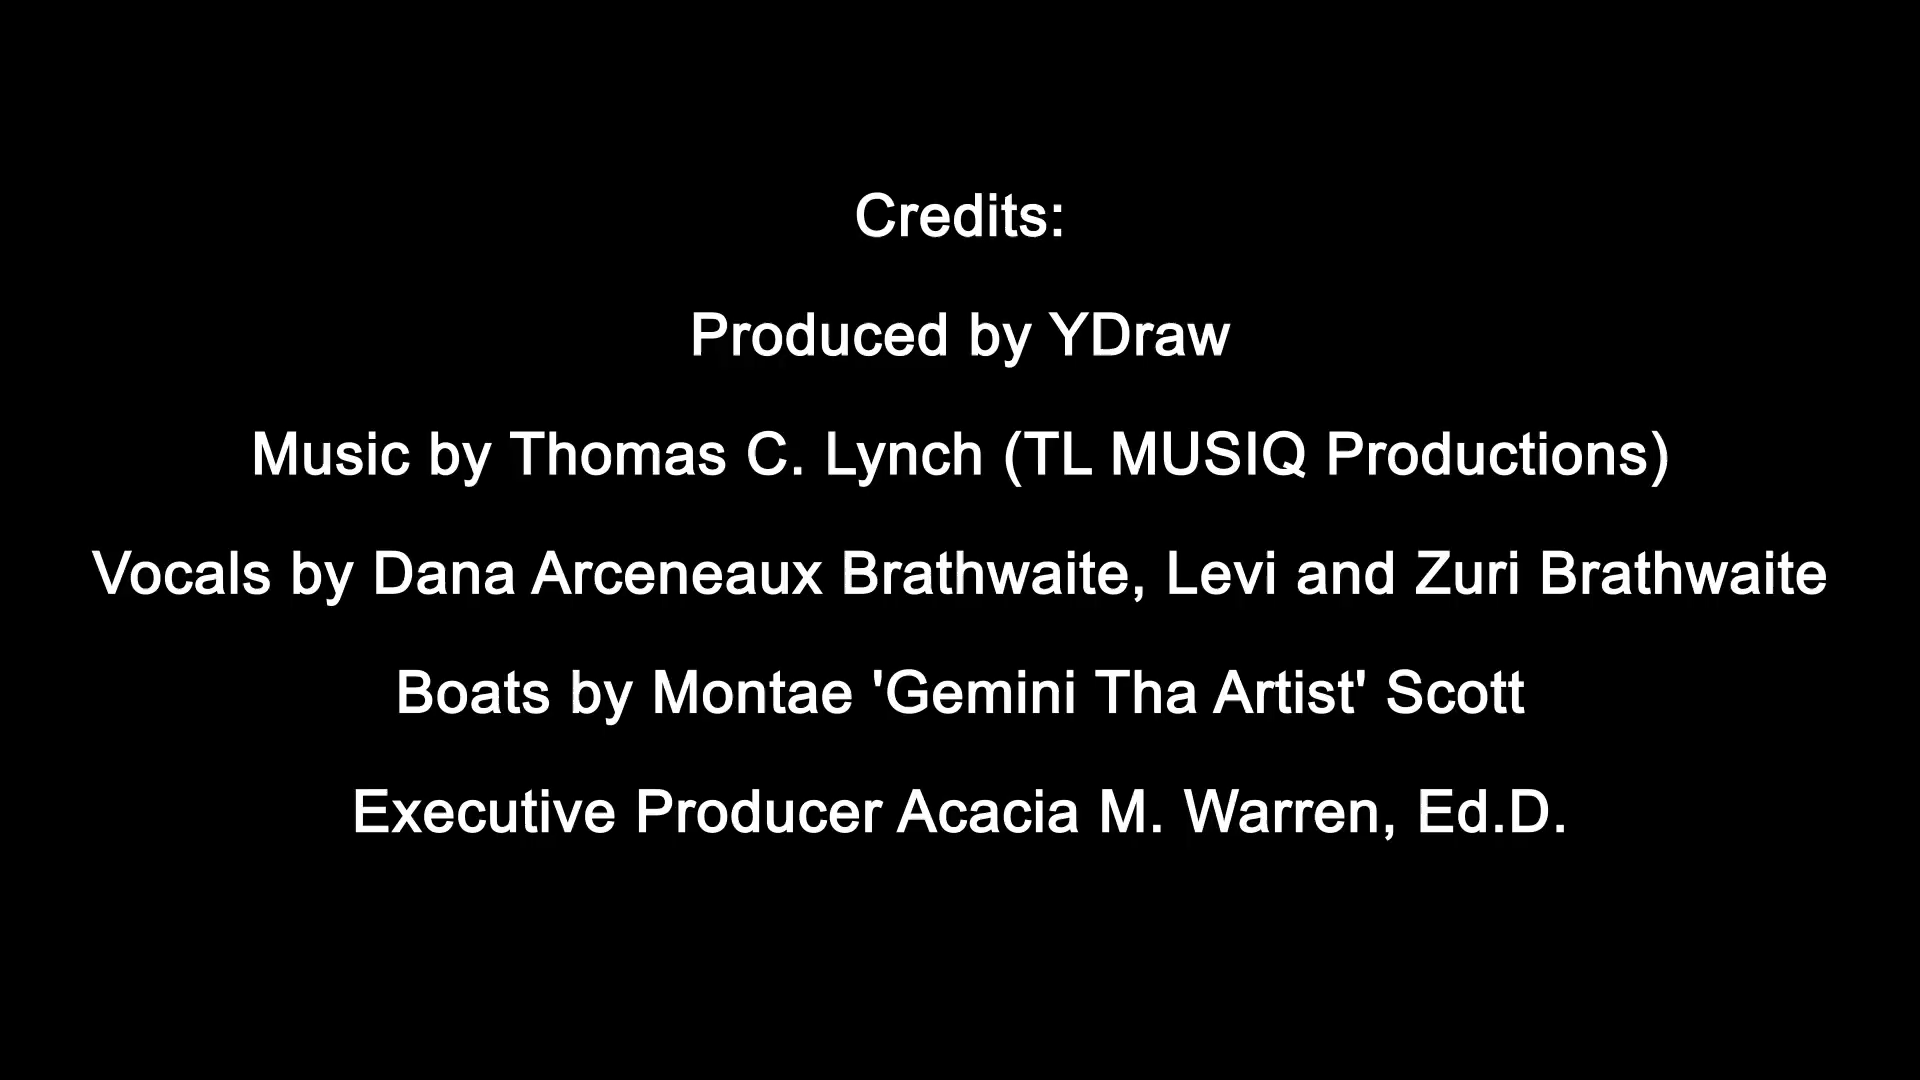 Credits:
Produced by YDraw
Music by Thomas C. Lynch (TL MUSIQ Productions)
Vocals by Dana Arceneaux Brathwaite, Levi and Zuri Brathwaite
Boats by Montae 'Gemini Tha Artist' Scott
Executive Producer Acacia M. Warren, Ed.D.